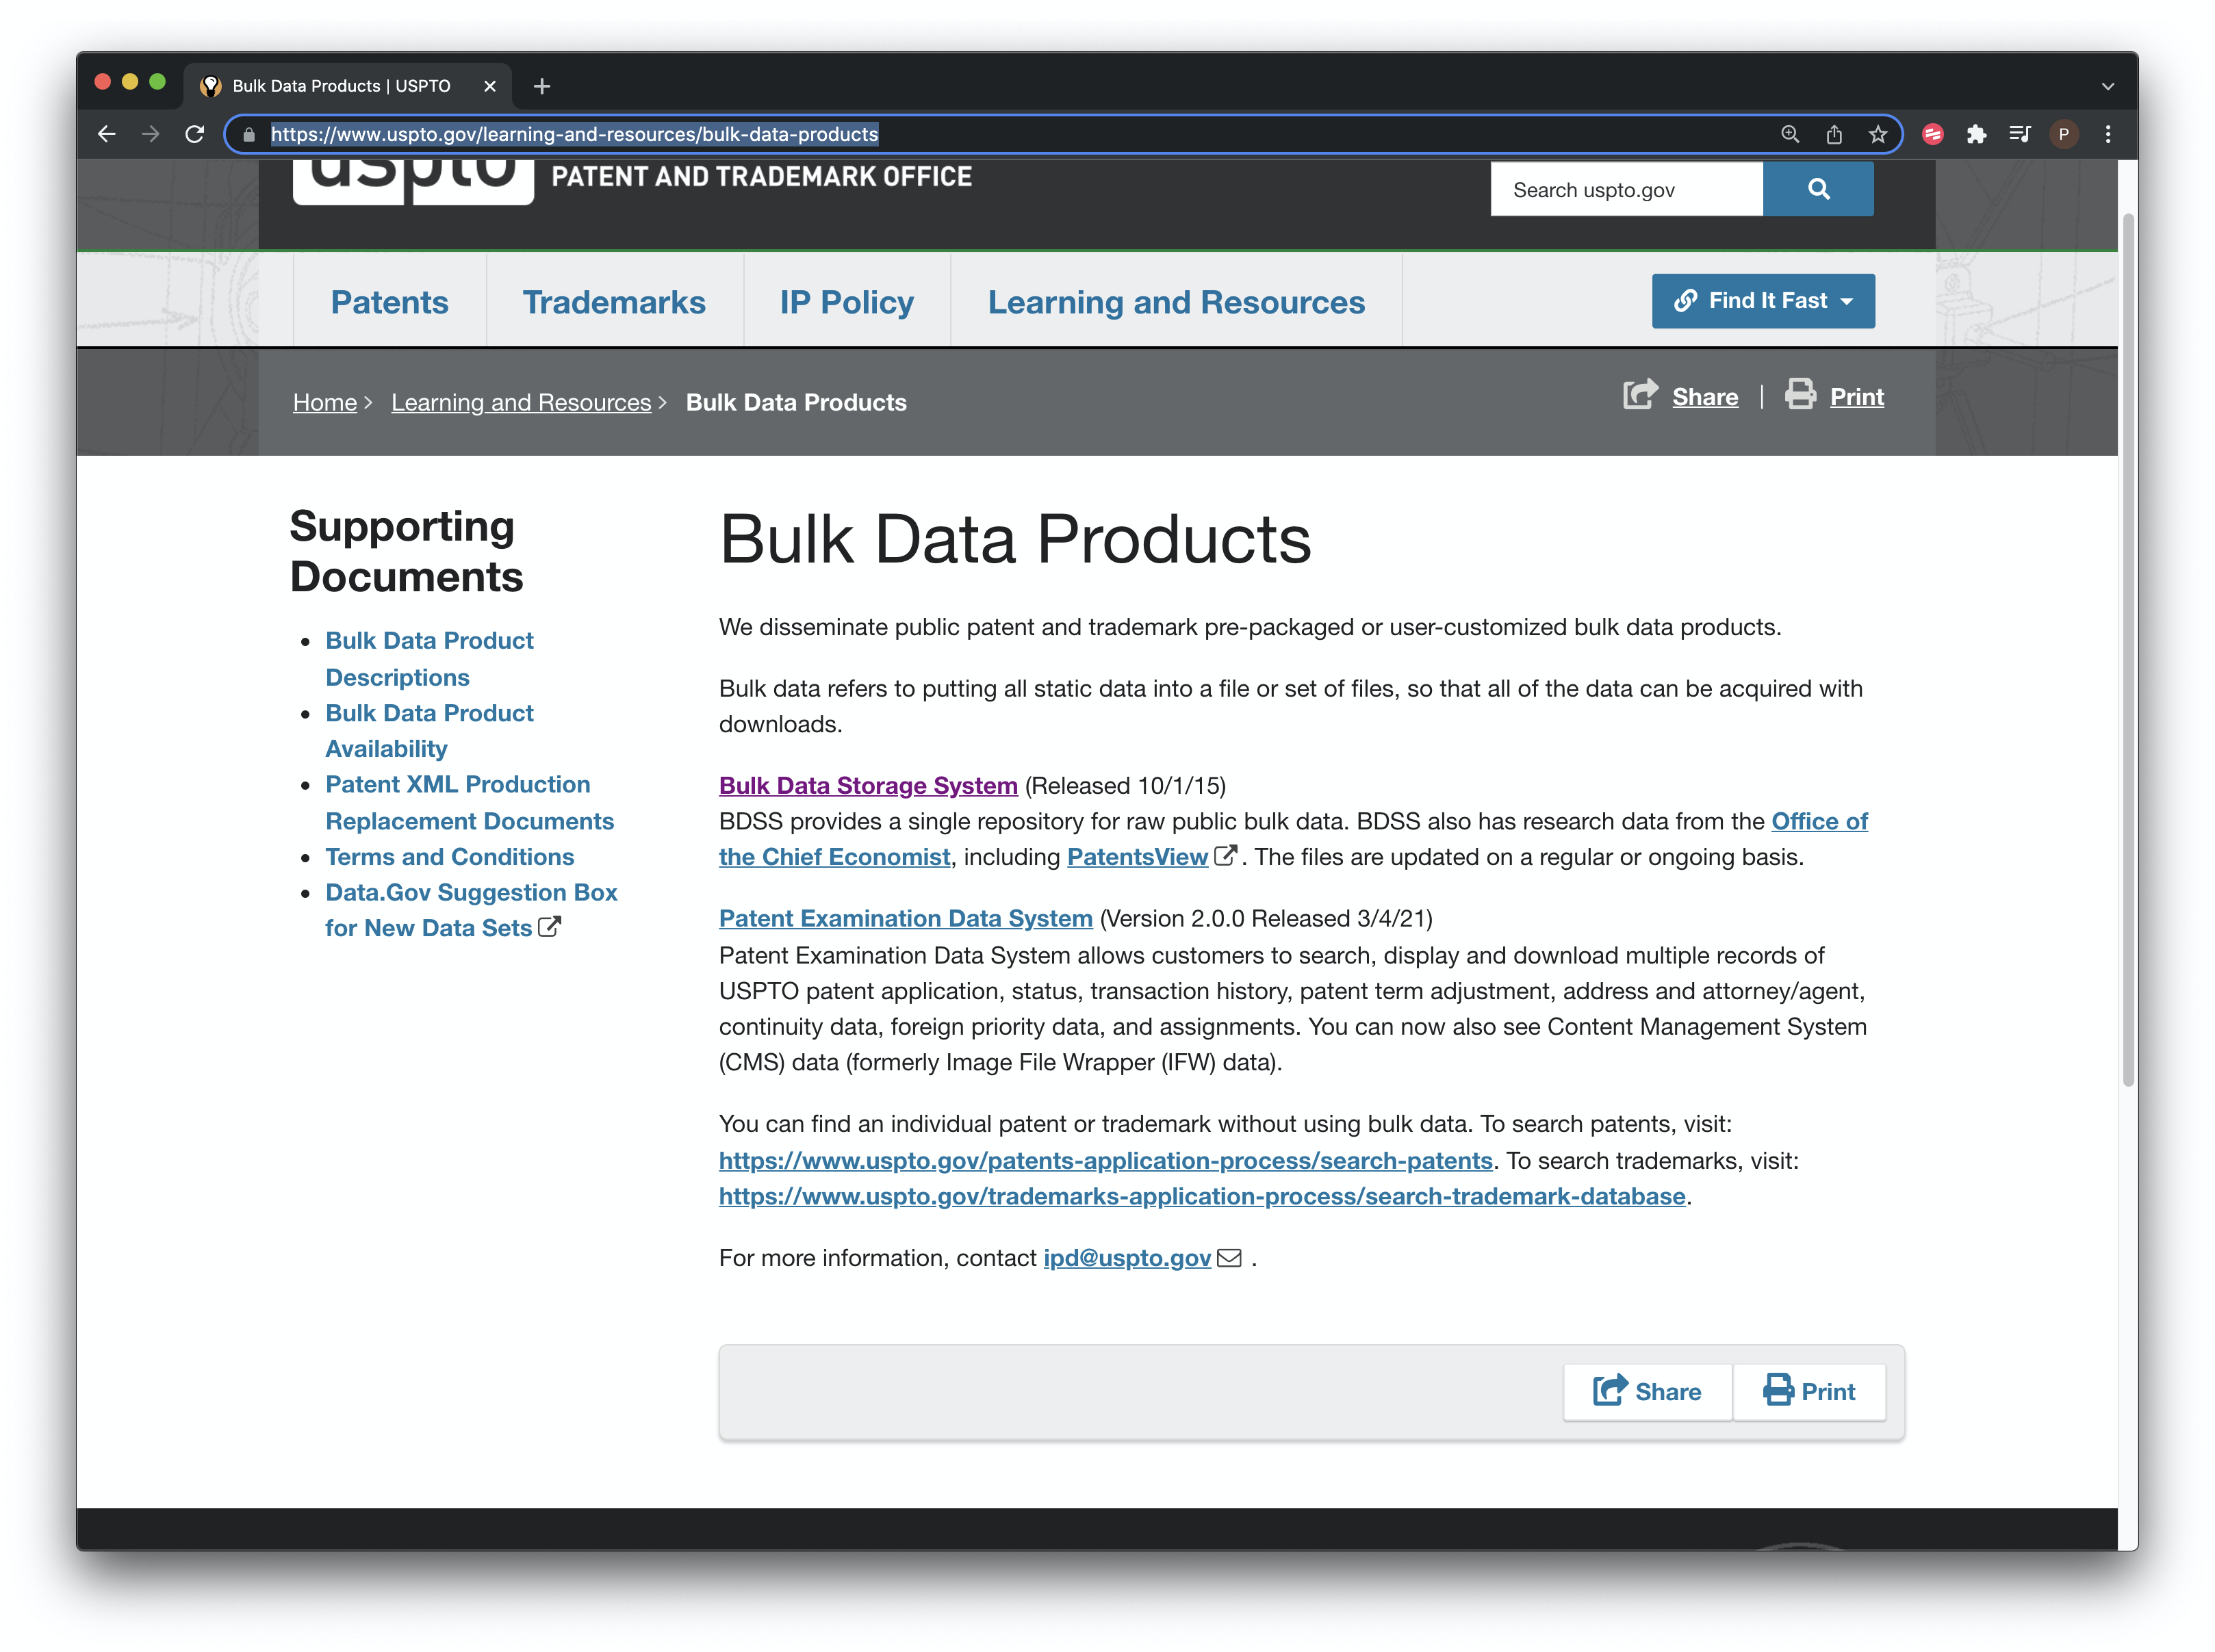 Bulk Data Products | USPTO
https://www.uspto.gov/learning-and-resources/bulk-data-products
P
uspto PATENT AND TRADEMARK OFFICE
Search uspto.gov
Patents
Trademarks
IP Policy
Learning and Resources
Find It Fast
Home >
Learning and Resources >
Bulk Data Products
Share | Print
Supporting
Documents
• Bulk Data Product
Descriptions
• Bulk Data Product
Availability
• Patent XML Production
Replacement Documents
• Terms and Conditions
• Data.Gov Suggestion Box
for New Data Sets
Bulk Data Products
We disseminate public patent and trademark pre-packaged or user-customized bulk data products.
Bulk data refers to putting all static data into a file or set of files, so that all of the data can be acquired with
downloads.
Bulk Data Storage System (Released 10/1/15)
BDSS provides a single repository for raw public bulk data. BDSS also has research data from the Office of
the Chief Economist, including PatentsView . The files are updated on a regular or ongoing basis.
Patent Examination Data System (Version 2.0.0 Released 3/4/21)
Patent Examination Data System allows customers to search, display and download multiple records of
USPTO patent application, status, transaction history, patent term adjustment, address and attorney/agent,
continuity data, foreign priority data, and assignments. You can now also see Content Management System
(CMS) data (formerly Image File Wrapper (IFW) data).
You can find an individual patent or trademark without using bulk data. To search patents, visit:
https://www.uspto.gov/patents-application-process/search-patents. To search trademarks, visit:
https://www.uspto.gov/trademarks-application-process/search-trademark-database.
For more information, contact ipd@uspto.gov .
Share
Print